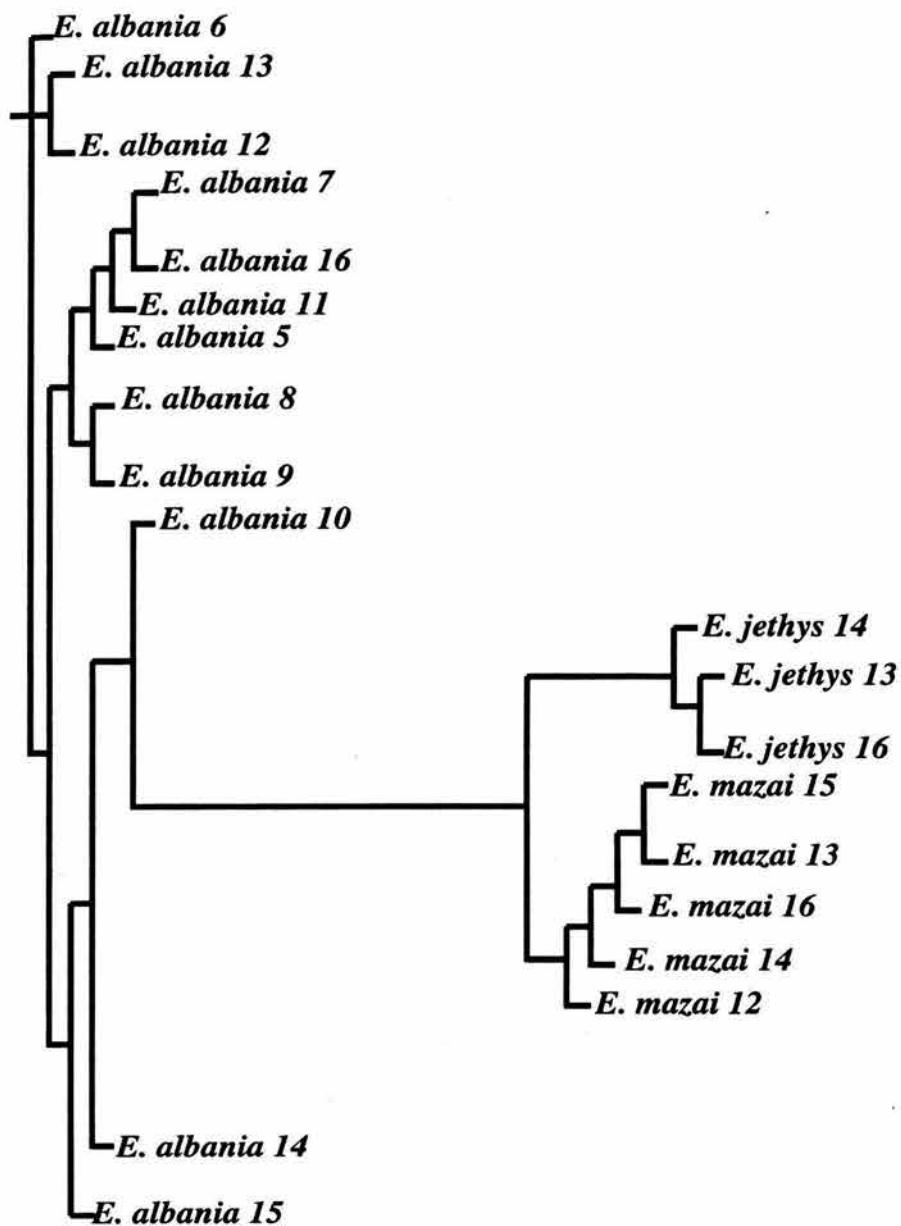 E. albania 6
E. albania 13
E. albania 12
E. albania 7
E. albania 16
E. albania 11
E. albania 5
E. albania 8
E. albania 9
E. albania 10
E. jethys 14
E. jethys 13
E. jethys 16
E. mazai 15
E. mazai 13
E. mazai 16
E. mazai 14
E. mazai 12
E. albania 14
E. albania 15